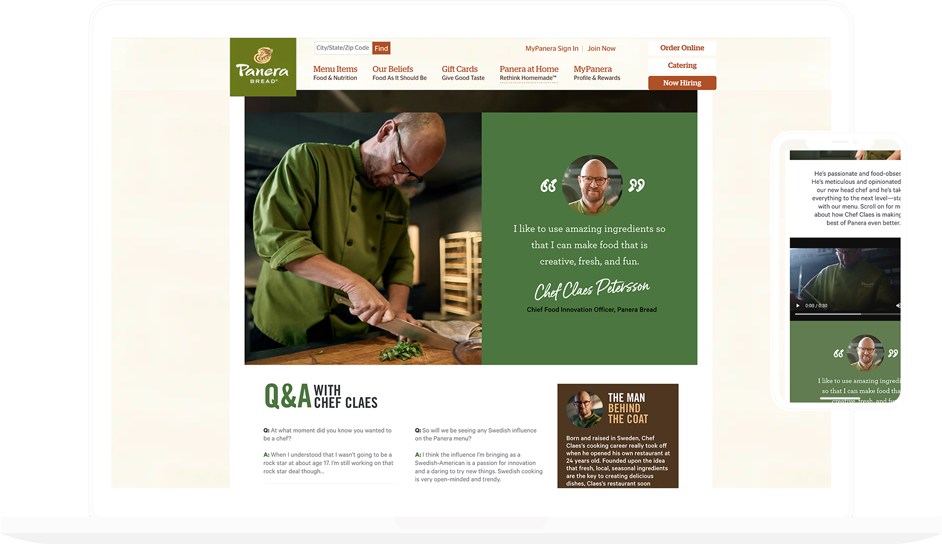 City/State/Zip Code Find
MyPanera Sign In | Join Now
Order Online
Catering
Now Hiring
Panera
BREAD®
Menu Items
Food & Nutrition
Our Beliefs
Food As It Should Be
Gift Cards
Give Good Taste
Panera at Home
Rethink Homemade™
MyPanera
Profile & Rewards
I like to use amazing ingredients so
that I can make food that is
creative, fresh, and fun.
Chef Claes Petersson
Chief Food Innovation Officer, Panera Bread
Q&A WITH
CHEF CLAES
Q: At what moment did you know you wanted to
be a chef?
A: When I understood that I wasn't going to be a
rock star at about age 17. I'm still working on that
rock star deal though...
Q: So will we be seeing any Swedish influence
on the Panera menu?
A: I think the influence I'm bringing as a
Swedish-American is a passion for innovation
and a daring to try new things. Swedish cooking
is very open-minded and trendy.
THE MAN
BEHIND
THE COAT
Born and raised in Sweden, Chef
Claes's cooking career really took off
when he opened his own restaurant at
24 years old. Founded upon the idea
that fresh, local, seasonal ingredients
are the key to creating delicious
dishes, Claes's restaurant soon
He's passionate and food-obse
He's meticulous and opinionated
our new head chef and he's tak
everything to the next level—sta
with our menu. Scroll on for m
about how Chef Claes is making
best of Panera even better.
0:00 / 0:30
I like to use amazing ingredi
so that I can make food tha
creative, fresh, and fun.